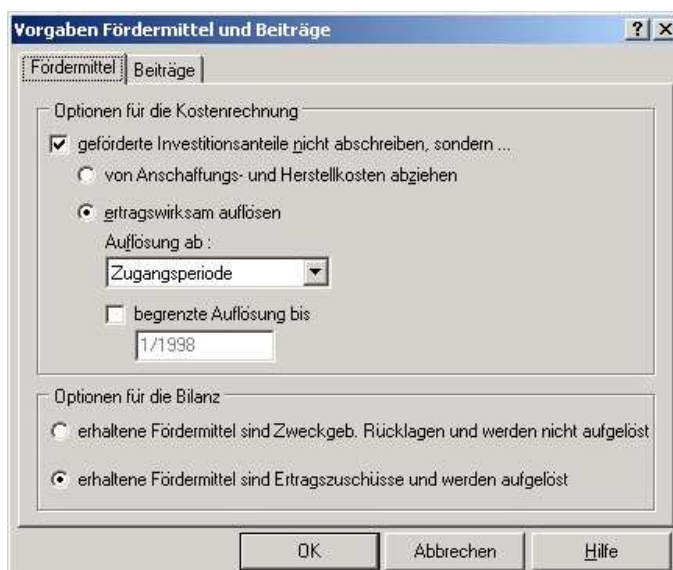 Vorgaben Fördermittel und Beiträge
Fördermittel
Beiträge
Optionen für die Kostenrechnung
geförderte Investitionsanteile nicht abschreiben, sondern ...
von Anschaffungs- und Herstellkosten abziehen
ertragswirksam auflösen
Auflösung ab :
Zugangsperiode
begrenzte Auflösung bis
1/1998
Optionen für die Bilanz
erhaltene Fördermittel sind Zweckgeb. Rücklagen und werden nicht aufgelöst
erhaltene Fördermittel sind Ertragszuschüsse und werden aufgelöst
OK
Abbrechen
Hilfe